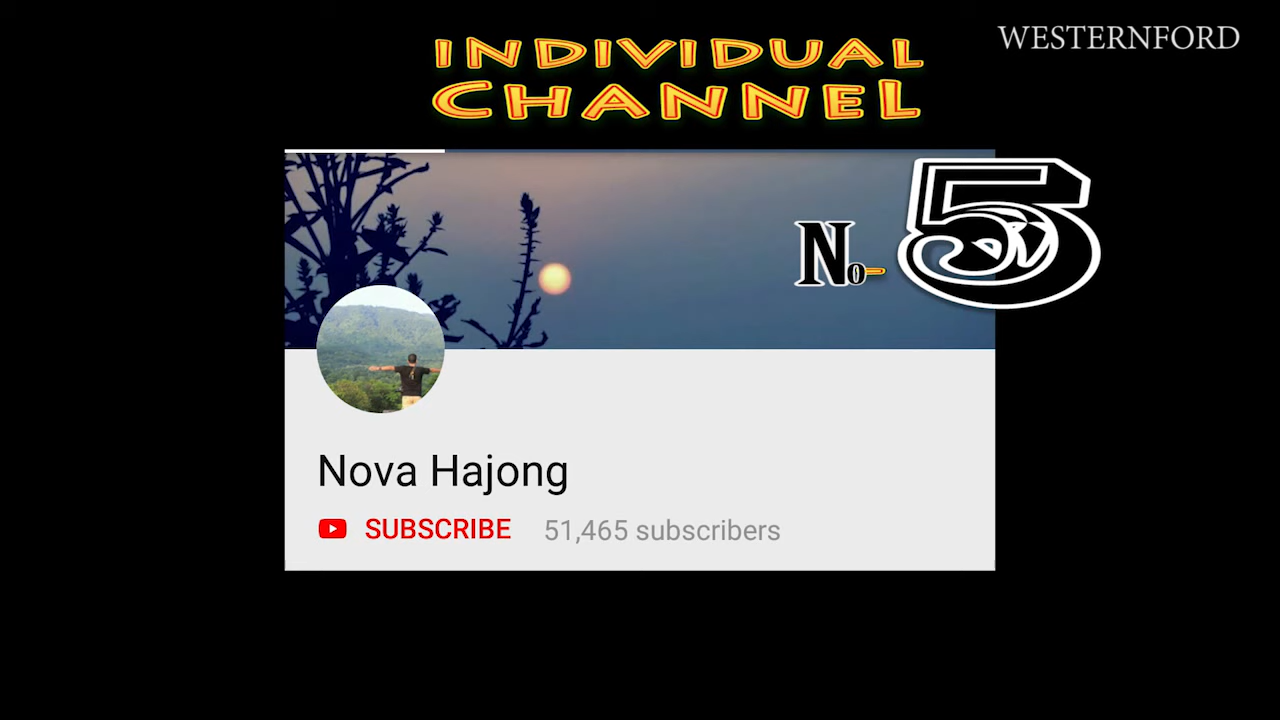 WESTERNFORD
INDIVIDUAL
CHANNEL
No- 5
Nova Hajong
SUBSCRIBE 51,465 subscribers